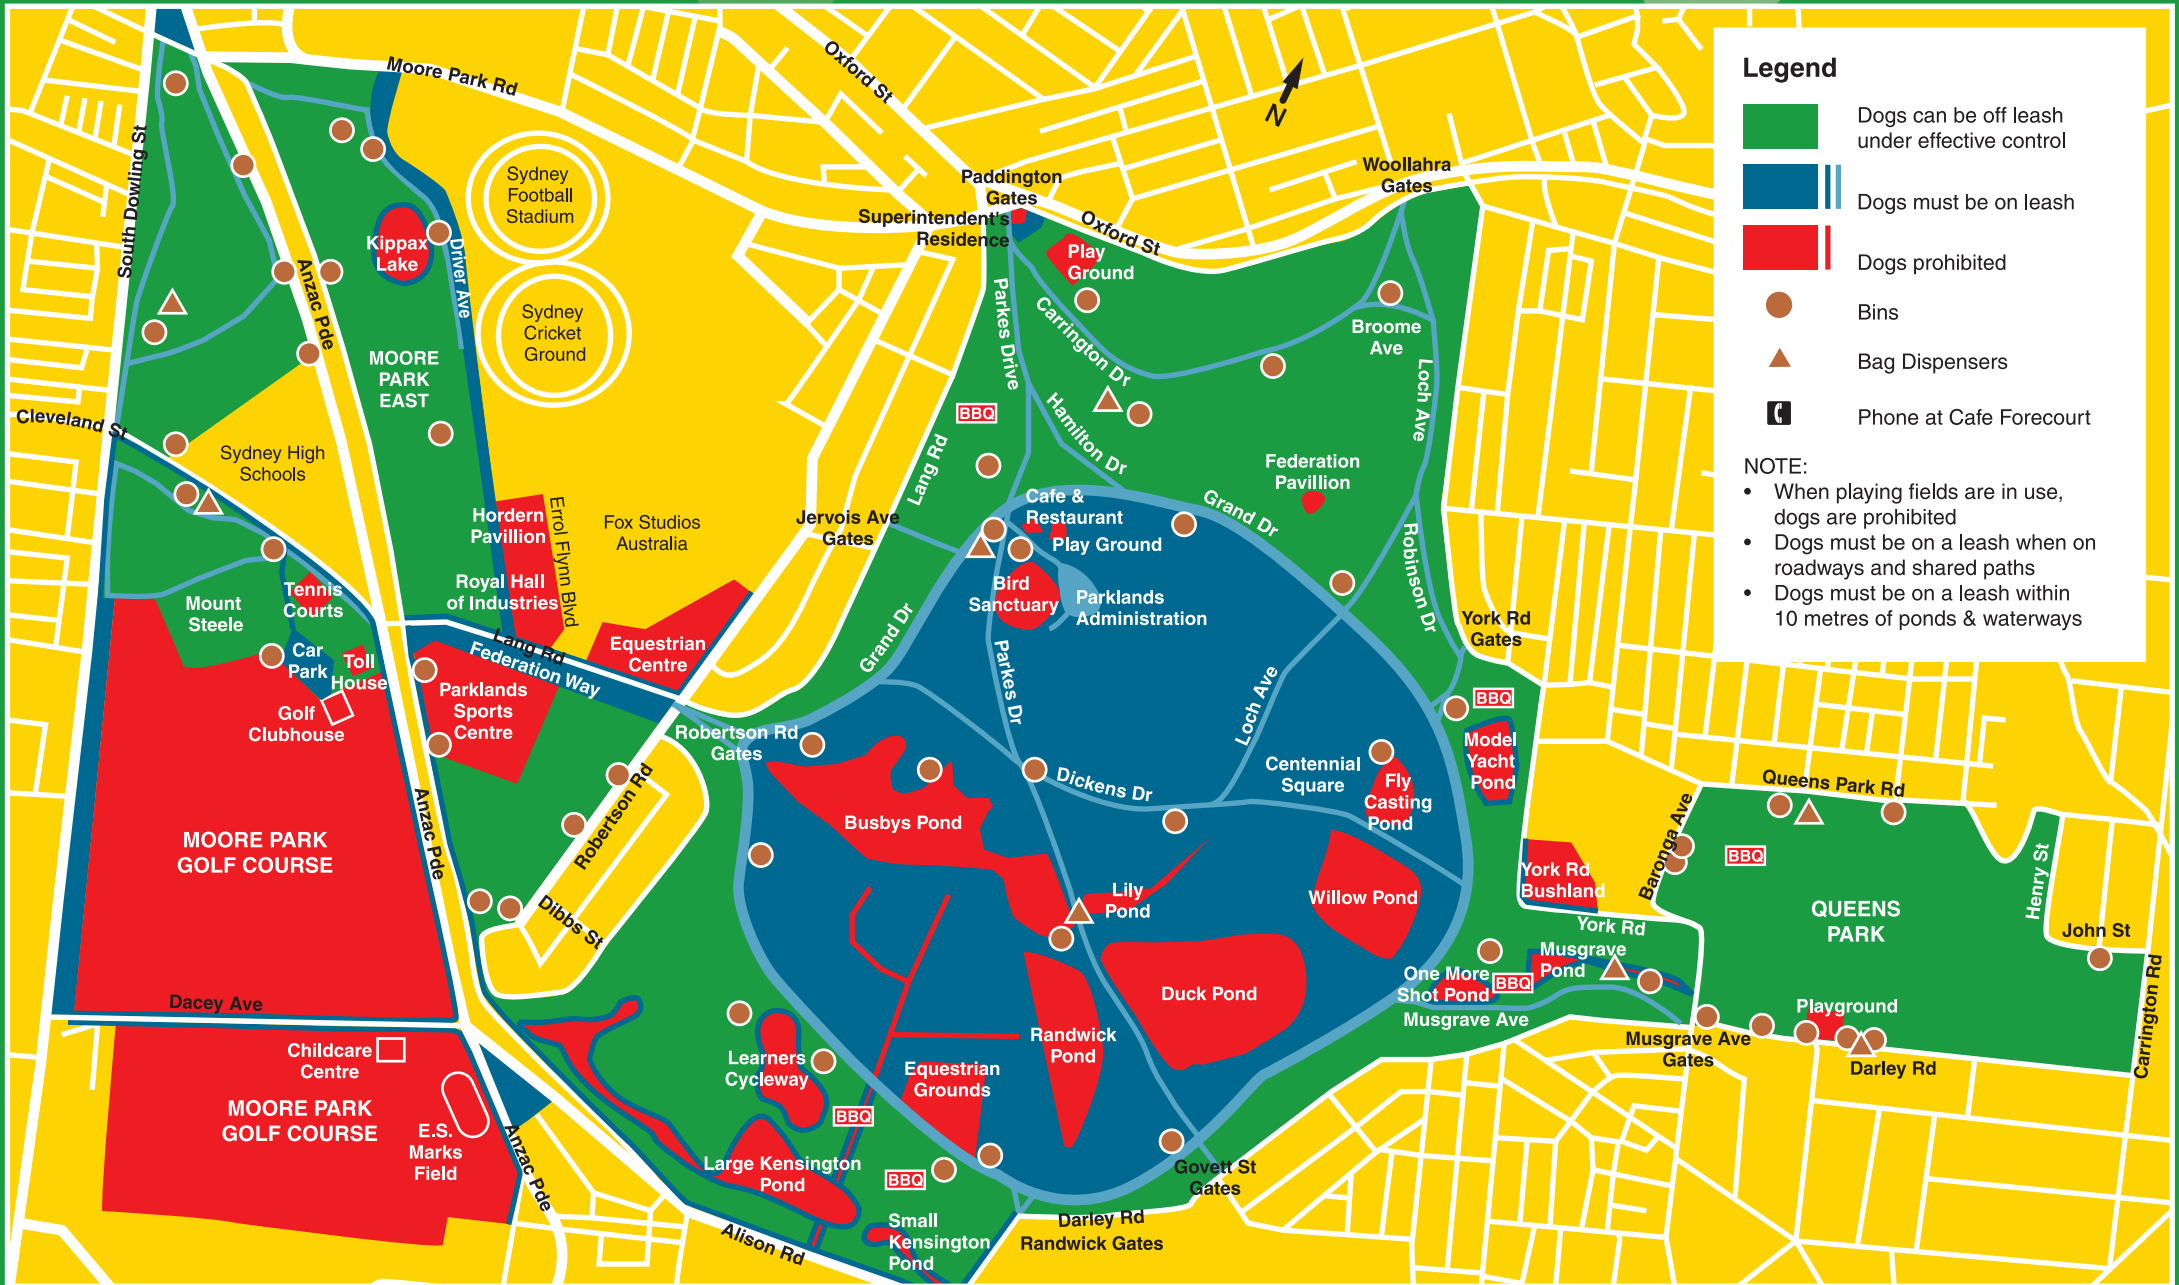 Moore Park Rd
Oxford St
N
Woollahra
Gates
Paddington
Gates
Superintendent's
Residence
Oxford St
South Dowling St
Sydney
Football
Stadium
Kippax
Lake
Driver Ave
Anzac Pde
Sydney
Cricket
Ground
Play
Ground
Parkes Drive
Carrington Dr
Broome
Ave
Loch Ave
MOORE
PARK
EAST
Cleveland St
Sydney High
Schools
BBQ
Hamilton Dr
Lang Rd
Federation
Pavillion
Hordern
Pavillion
Errol Flynn Blvd
Fox Studios
Australia
Jervois Ave
Gates
Cafe &
Restaurant
Play Ground
Grand Dr
Robinson Dr
Royal Hall
of Industries
Tennis
Courts
Mount
Steele
Bird
Sanctuary
Parklands
Administration
York Rd
Gates
Car
Park
Toll
House
Lang Rd
Federation Way
Equestrian
Centre
Grand Dr
Parkes Dr
Loch Ave
Golf
Clubhouse
Parklands
Sports
Centre
Robertson Rd
Gates
BBQ
Model
Yacht
Pond
Centennial
Square
Dickens Dr
Fly
Casting
Pond
Queens Park Rd
Baronga Ave
Anzac Pde
Robertson Rd
Busbys Pond
MOORE PARK
GOLF COURSE
BBQ
York Rd
Bushland
Henry St
Lily
Pond
Willow Pond
QUEENS
PARK
Dibbs St
York Rd
John St
Musgrave
Pond
One More
Shot Pond
BBQ
Dacey Ave
Duck Pond
Musgrave Ave
Playground
Carrington Rd
Childcare
Centre
Learners
Cycleway
Randwick
Pond
Musgrave Ave
Gates
Darley Rd
Equestrian
Grounds
MOORE PARK
GOLF COURSE
E.S.
Marks
Field
Anzac Pde
BBQ
Large Kensington
Pond
BBQ
Govett St
Gates
Alison Rd
Small
Kensington
Pond
Darley Rd
Randwick Gates
Legend
Dogs can be off leash
under effective control
Dogs must be on leash
Dogs prohibited
Bins
Bag Dispensers
Phone at Cafe Forecourt
NOTE:
• When playing fields are in use,
dogs are prohibited
• Dogs must be on a leash when on
roadways and shared paths
• Dogs must be on a leash within
10 metres of ponds & waterways